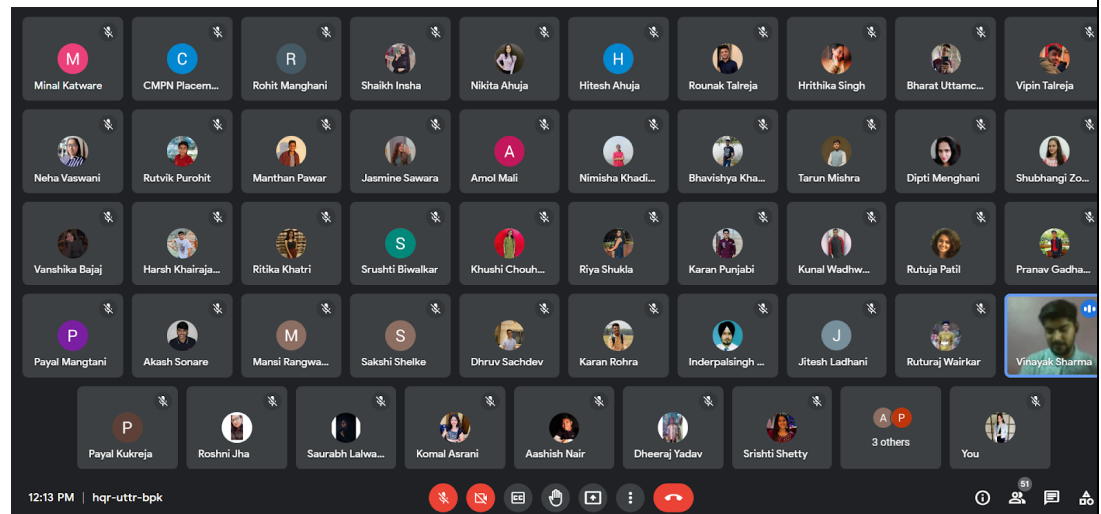 M
Minal Katware
C
CMPN Placem...
R
Rohit Manghani
Shaikh Insha
Nikita Ahuja
H
Hitesh Ahuja
Rounak Talreja
Hrithika Singh
Bharat Uttamc...
Vipin Talreja
Neha Vaswani
Rutvik Purohit
Manthan Pawar
Jasmine Sawara
A
Amol Mali
Nimisha Khadi...
Bhavishya Kha...
Tarun Mishra
Dipti Menghani
Shubhangi Zo...
Vanshika Bajaj
Harsh Khairaja...
Ritika Khatri
S
Srushti Biwalkar
Khushi Chouh...
Riya Shukla
Karan Punjabi
Kunal Wadhw...
Rutuja Patil
Pranav Gadha...
P
Payal Mangtani
Akash Sonare
M
Mansi Rangwa...
S
Sakshi Shelke
Dhruv Sachdev
Karan Rohra
Inderpalsingh ...
J
Jitesh Ladhani
Ruturaj Wairkar
Vinayak Sharma
P
Payal Kukreja
Roshni Jha
Saurabh Lalwa...
Komal Asrani
Aashish Nair
Dheeraj Yadav
Srishti Shetty
A P
3 others
You
12:13 PM | hqr-uttr-bpk
CC
51